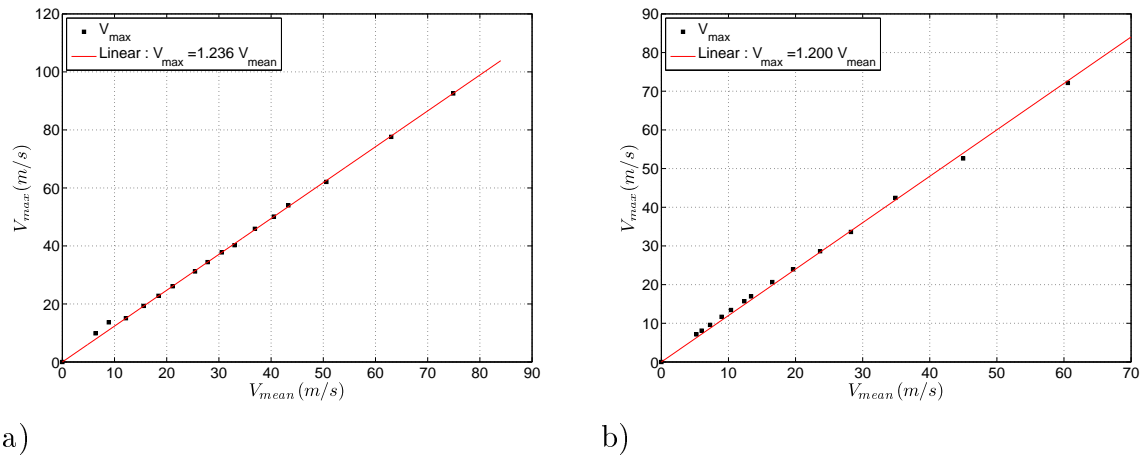 V_max
Linear : V_max =1.236 V_mean
120
100
80
60
40
20
0
V_max(m/s)
0 10 20 30 40 50 60 70 80 90
V_mean(m/s)
a)
V_max
Linear : V_max =1.200 V_mean
90
80
70
60
50
40
30
20
10
0
V_max(m/s)
0 10 20 30 40 50 60 70
V_mean(m/s)
b)